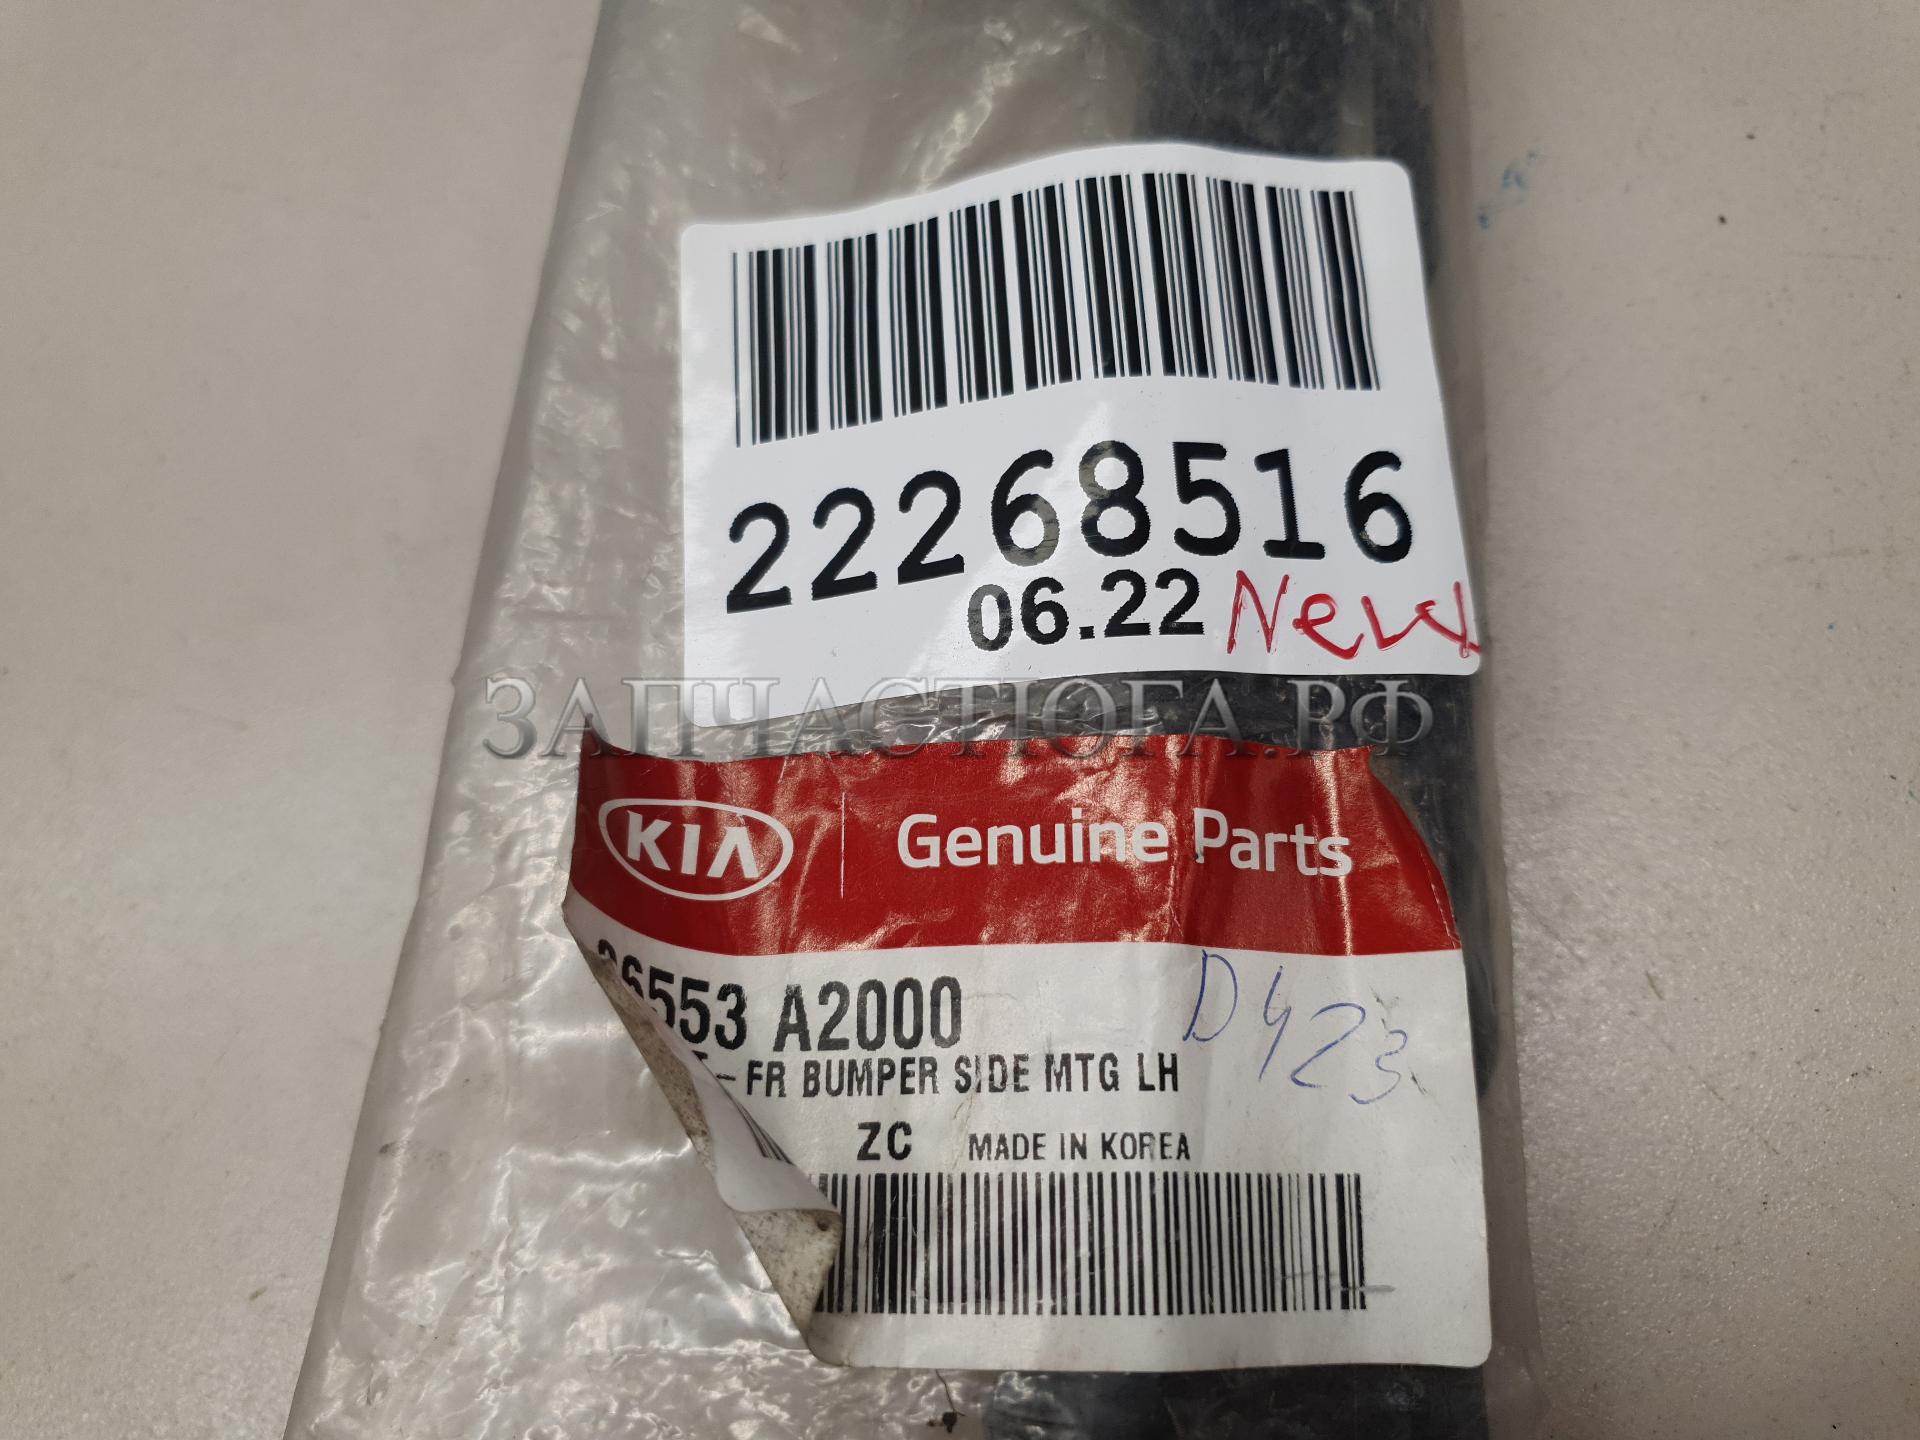 22268516
06.22 New
ЗАПЧАСТЮГА.РФ
KIA Genuine Parts
6553 A2000
D423
- FR BUMPER SIDE MTG LH
ZC MADE IN KOREA